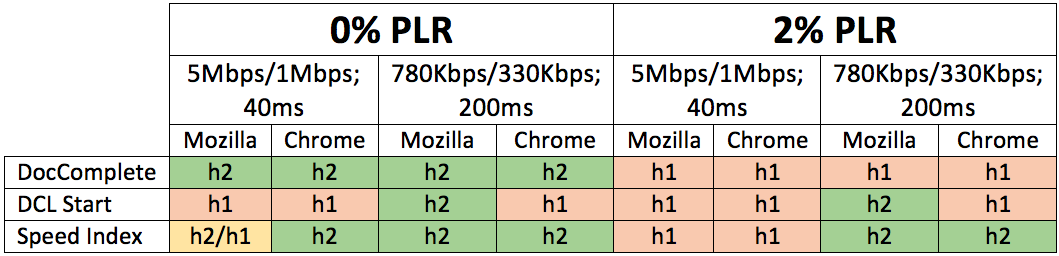 0% PLR 2% PLR
5Mbps/1Mbps; 780Kbps/330Kbps; 5Mbps/1Mbps; 780Kbps/330Kbps;
40ms 200ms 40ms 200ms
Mozilla Chrome Mozilla Chrome Mozilla Chrome Mozilla Chrome
DocComplete h2 h2 h2 h2 h1 h1 h1 h1
DCL Start h1 h1 h2 h1 h1 h1 h2 h1
Speed Index h2/h1 h2 h2 h2 h1 h1 h2 h2